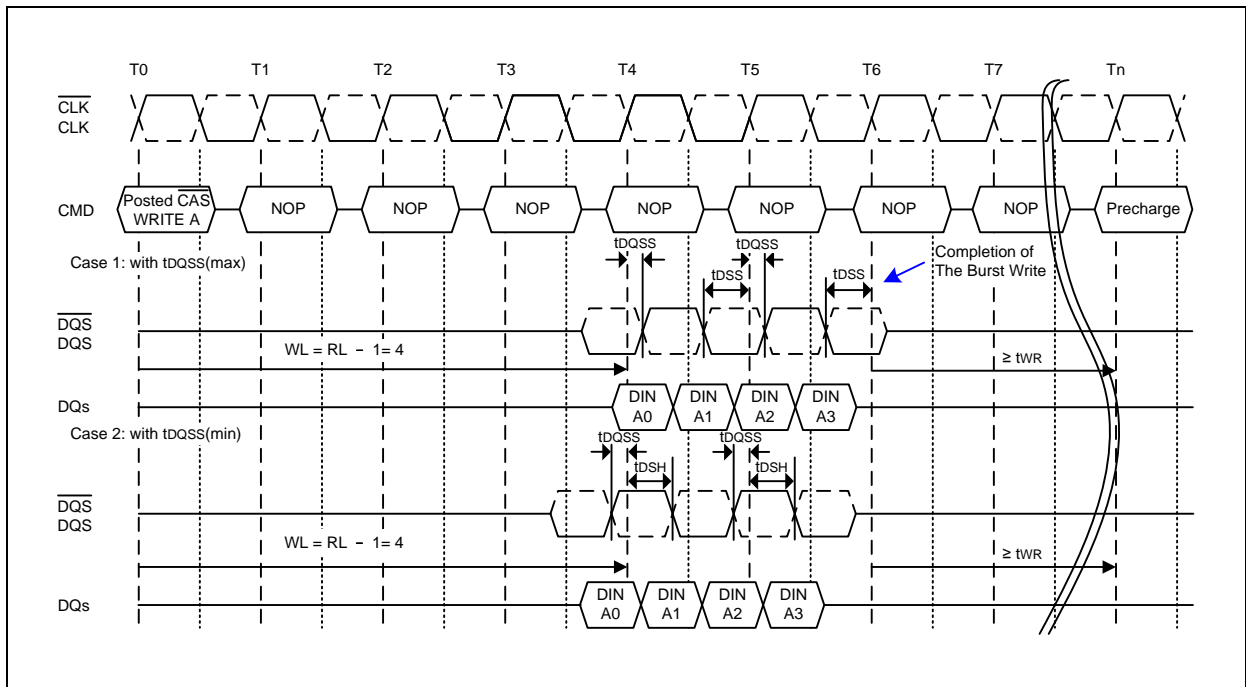 T0 T1 T2 T3 T4 T5 T6 T7 Tn
CLK
CLK
CMD
Posted CAS
WRITE A
NOP NOP NOP NOP NOP NOP NOP Precharge
Case 1: with tDQSS(max)
tDQSS tDQSS
tDSS tDSS
Completion of
The Burst Write
DQS
DQS
WL = RL - 1= 4
≥ tWR
DQs
DIN A0 DIN A1 DIN A2 DIN A3
Case 2: with tDQSS(min)
tDQSS tDQSS
tDSH tDSH
DQS
DQS
WL = RL - 1= 4
≥ tWR
DQs
DIN A0 DIN A1 DIN A2 DIN A3